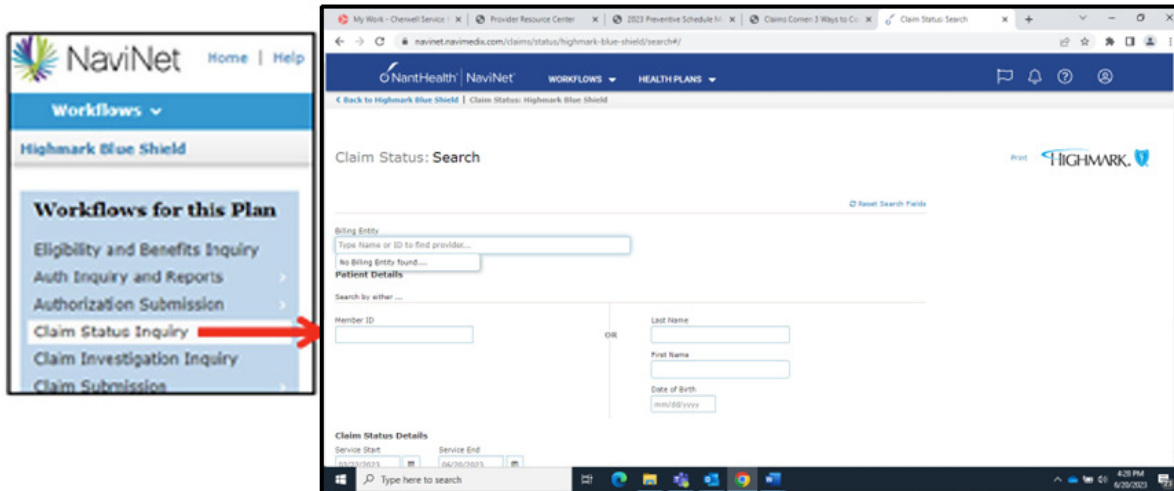 NaviNet Home | Help
Workflows
Highmark Blue Shield
Workflows for this Plan
Eligibility and Benefits Inquiry
Auth Inquiry and Reports
Authorization Submission
Claim Status Inquiry
Claim Investigation Inquiry
Claim Submission
My Work - Cherwell Service Provider Resource Center 2023 Preventive Schedule Claims Corner: 3 Ways to Claim Status: Search
navinet.navimedix.com/claims/status/highmark-blue-shield/search#/
NantHealth NaviNet WORKFLOWS HEALTH PLANS
< Back to Highmark Blue Shield | Claim Status: Highmark Blue Shield
Claim Status: Search
Print HIGHMARK.
Reset Search Fields
Billing Entity
Type Name or ID to find provider...
No Billing Entity found....
Patient Details
Search by either ...
Member ID
OR
Last Name
First Name
Date of Birth
mm/dd/yyyy
Claim Status Details
Service Start Service End
03/22/2023 06/20/2023
Type here to search
4:28 PM
6/20/2023